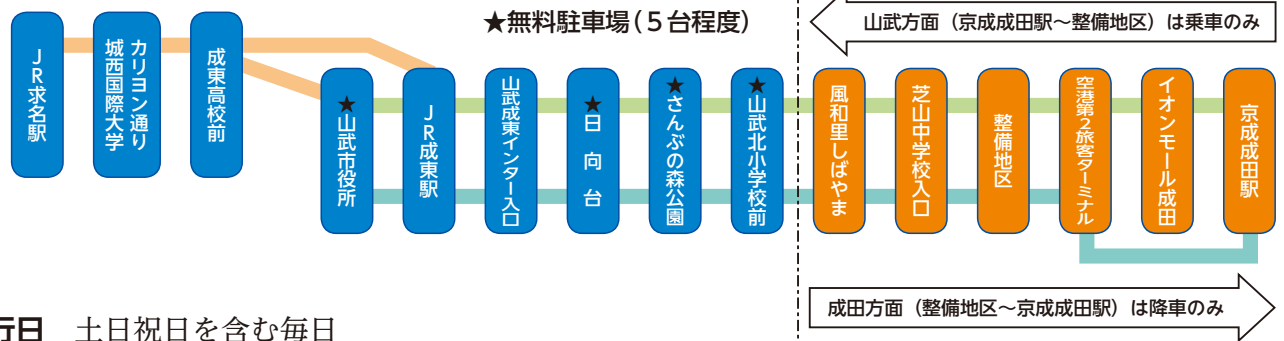 ★無料駐車場(５台程度)
山武方面（京成成田駅～整備地区）は乗車のみ
JR求名駅
カリヨン通り
城西国際大学
成東高校前
★山武市役所
JR成東駅
山武成東インター入口
★日向台
★さんぶの森公園
★山武北小学校前
風和里しばやま
芝山中学校入口
整備地区
空港第２旅客ターミナル
イオンモール成田
京成成田駅
成田方面（整備地区～京成成田駅）は降車のみ
行日　土日祝日を含む毎日